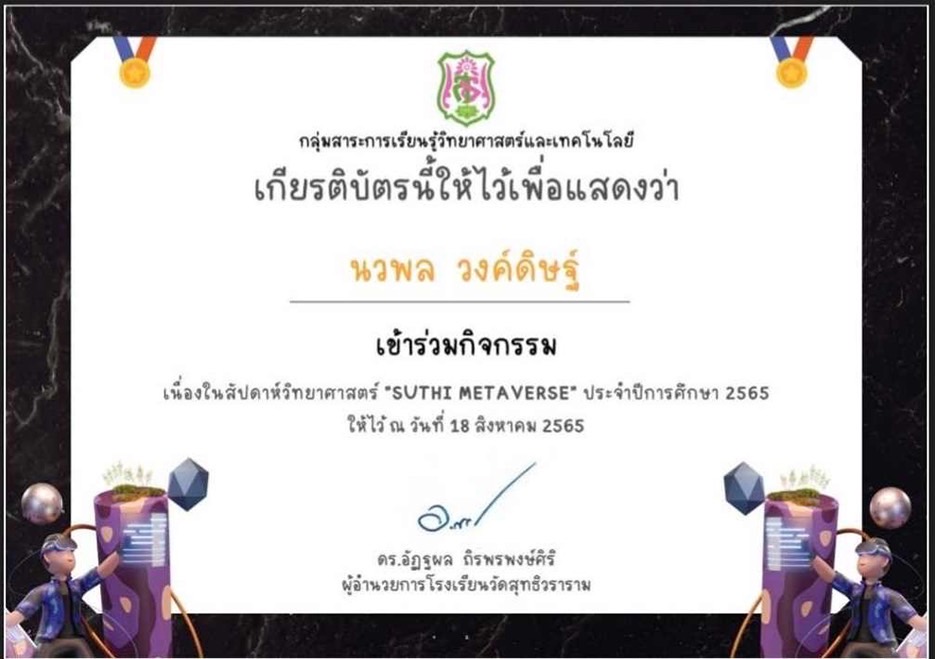 กลุ่มสาระการเรียนรู้วิทยาศาสตร์และเทคโนโลยี
เกียรติบัตรนี้ให้ไว้เพื่อแสดงว่า
นวพล วงค์ดิษฐ์
เข้าร่วมกิจกรรม
เนื่องในสัปดาห์วิทยาศาสตร์ "SUTHI METAVERSE" ประจำปีการศึกษา 2565
ให้ไว้ ณ วันที่ 18 สิงหาคม 2565
ดร.อัฏฐผล ถิรพรพงษ์ศิริ
ผู้อำนวยการโรงเรียนวัดสุทธิวราราม